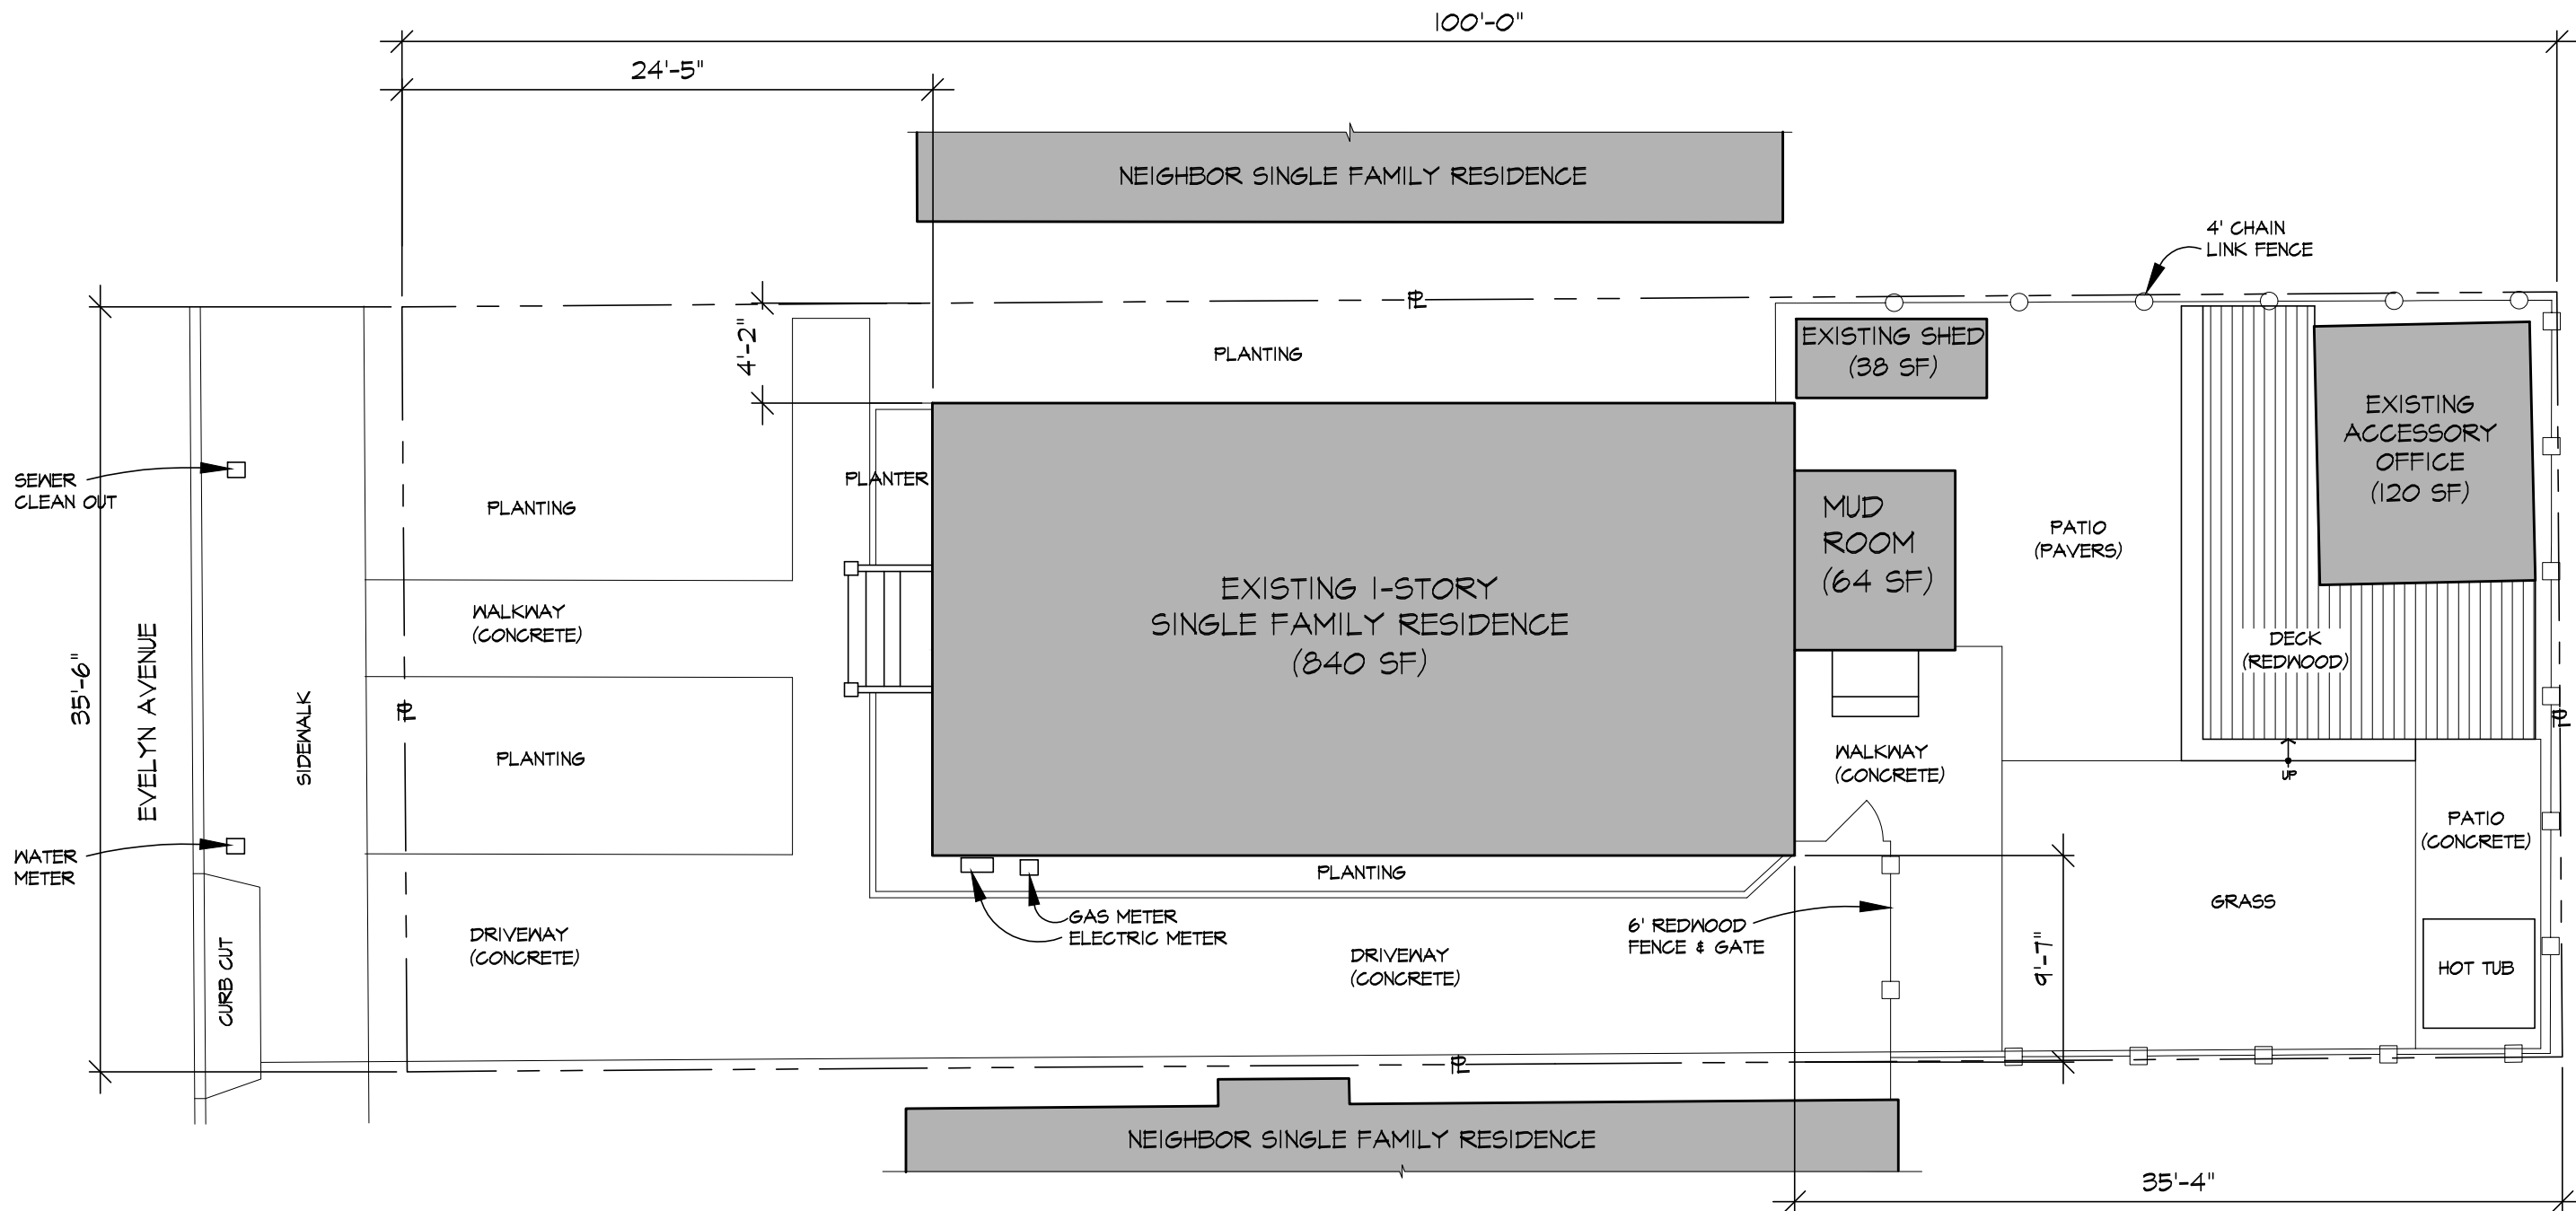 100'-0"
24'-5"
NEIGHBOR SINGLE FAMILY RESIDENCE
4' CHAIN
LINK FENCE
PL
4'-2"
PLANTING
EXISTING SHED
(38 SF)
EXISTING
ACCESSORY
OFFICE
(120 SF)
SEWER
CLEAN OUT
PLANTING
PLANTER
MUD
ROOM
(64 SF)
PATIO
(PAVERS)
EXISTING 1-STORY
SINGLE FAMILY RESIDENCE
(840 SF)
WALKWAY
(CONCRETE)
DECK
(REDWOOD)
35'-6"
EVELYN AVENUE
SIDEWALK
PL
PL
PLANTING
WALKWAY
(CONCRETE)
UP
WATER
METER
PATIO
(CONCRETE)
PLANTING
GRASS
GAS METER
ELECTRIC METER
6' REDWOOD
FENCE & GATE
DRIVEWAY
(CONCRETE)
DRIVEWAY
(CONCRETE)
CURB CUT
9'-7"
HOT TUB
PL
NEIGHBOR SINGLE FAMILY RESIDENCE
35'-4"